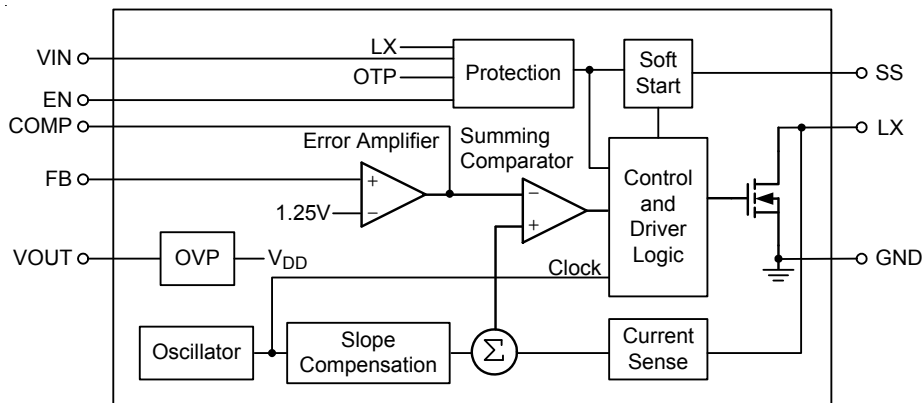 LX
VIN
Protection
Soft
Start
SS
OTP
EN
COMP
LX
Error Amplifier
Summing
Comparator
FB
+
−
1.25V
−
+
Control
and
Driver
Logic
VOUT
OVP
VDD
Clock
GND
Oscillator
Slope
Compensation
Σ
Current
Sense